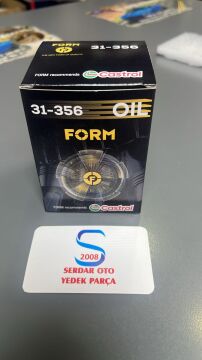 FORM
31-356
FORM recommends
Castrol
31-356
OIL
FORM
F
FORM recommends
Castrol
S
2008
SERDAR OTO
YEDEK PARÇA